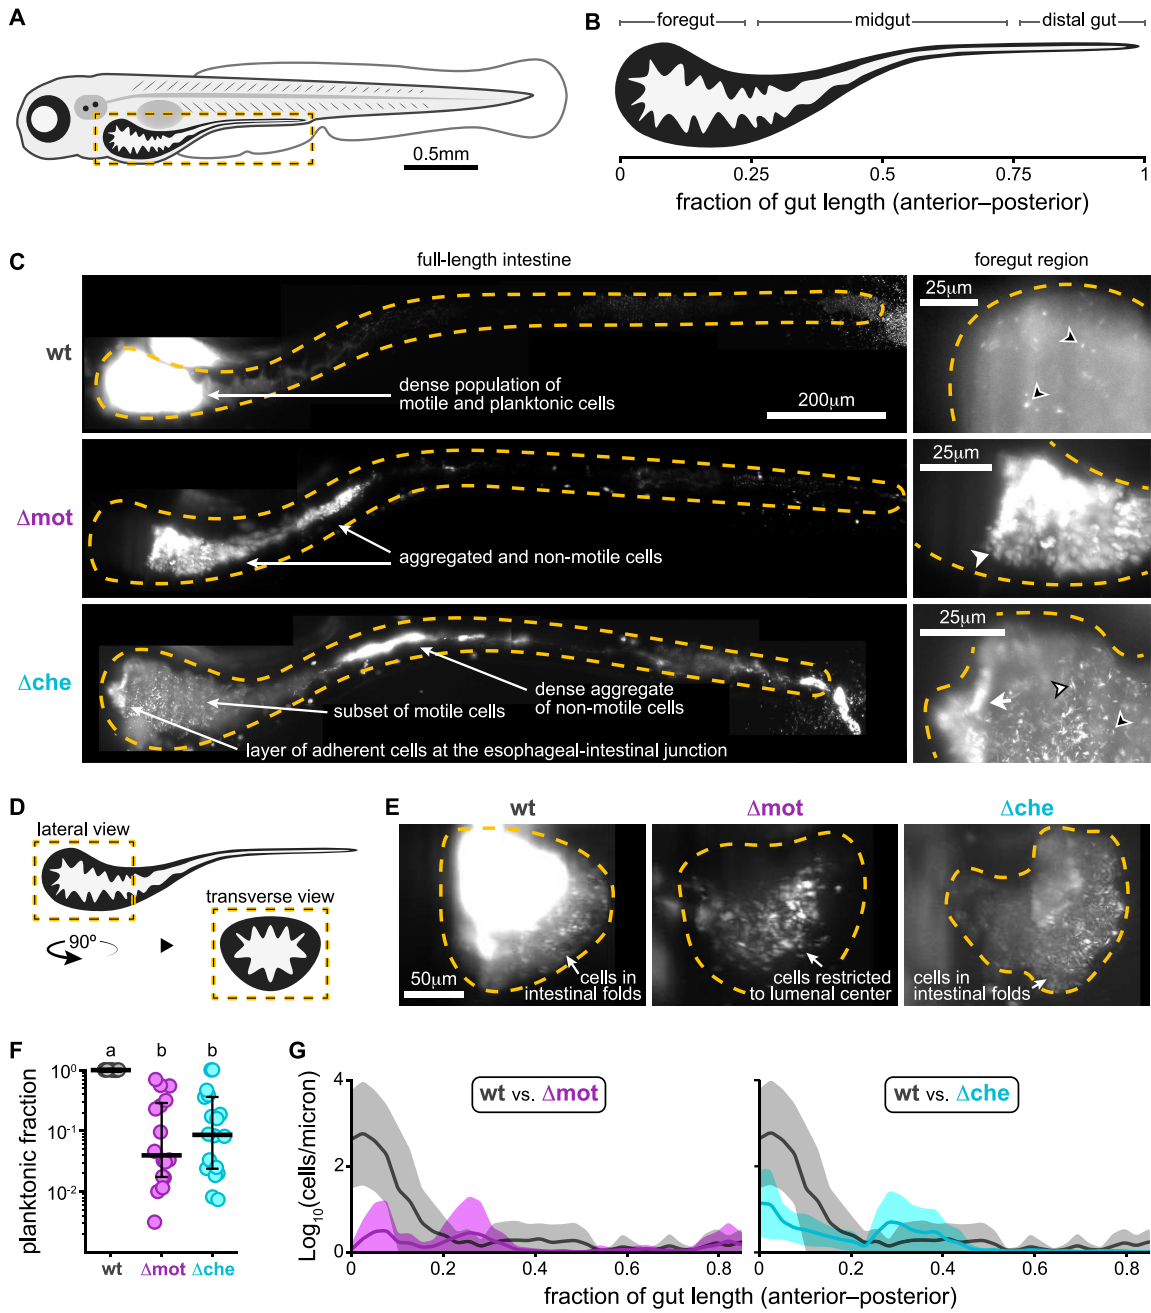 A
0.5mm
B
foregut
midgut
distal gut
0
0.25
0.5
0.75
1
fraction of gut length (anterior–posterior)
C
full-length intestine
foregut region
wt
dense population of
motile and planktonic cells
200μm
25μm
Δmot
aggregated and non-motile cells
25μm
Δche
dense aggregate
of non-motile cells
subset of motile cells
layer of adherent cells at the esophageal-intestinal junction
25μm
D
lateral view
transverse view
90º
E
wt
Δmot
Δche
50μm
cells in
intestinal folds
cells restricted
to lumenal center
cells in
intestinal folds
F
a b b
planktonic fraction
10⁰
10⁻¹
10⁻²
wt Δmot Δche
G
wt vs. Δmot
wt vs. Δche
Log₁₀(cells/micron)
4
2
0
0 0.2 0.4 0.6 0.8
0 0.2 0.4 0.6 0.8
fraction of gut length (anterior–posterior)